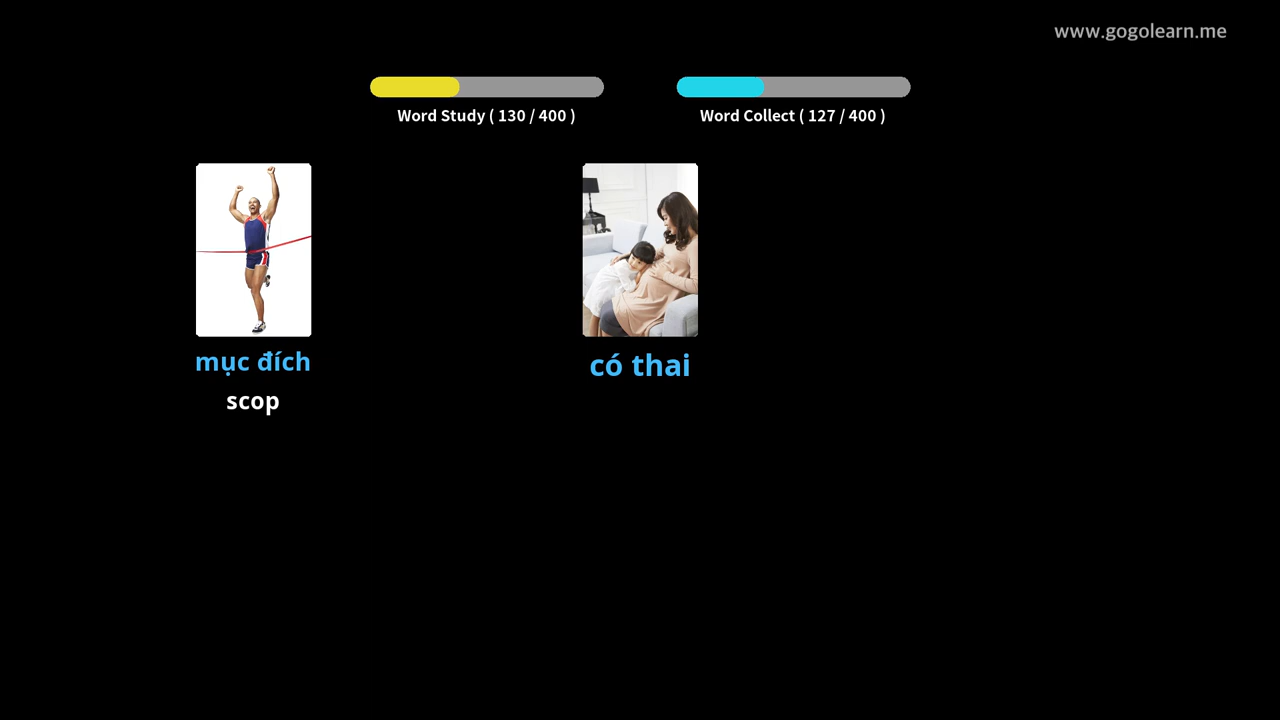 www.gogolearn.me
Word Study ( 130 / 400 )
Word Collect ( 127 / 400 )
mục đích
scop
có thai